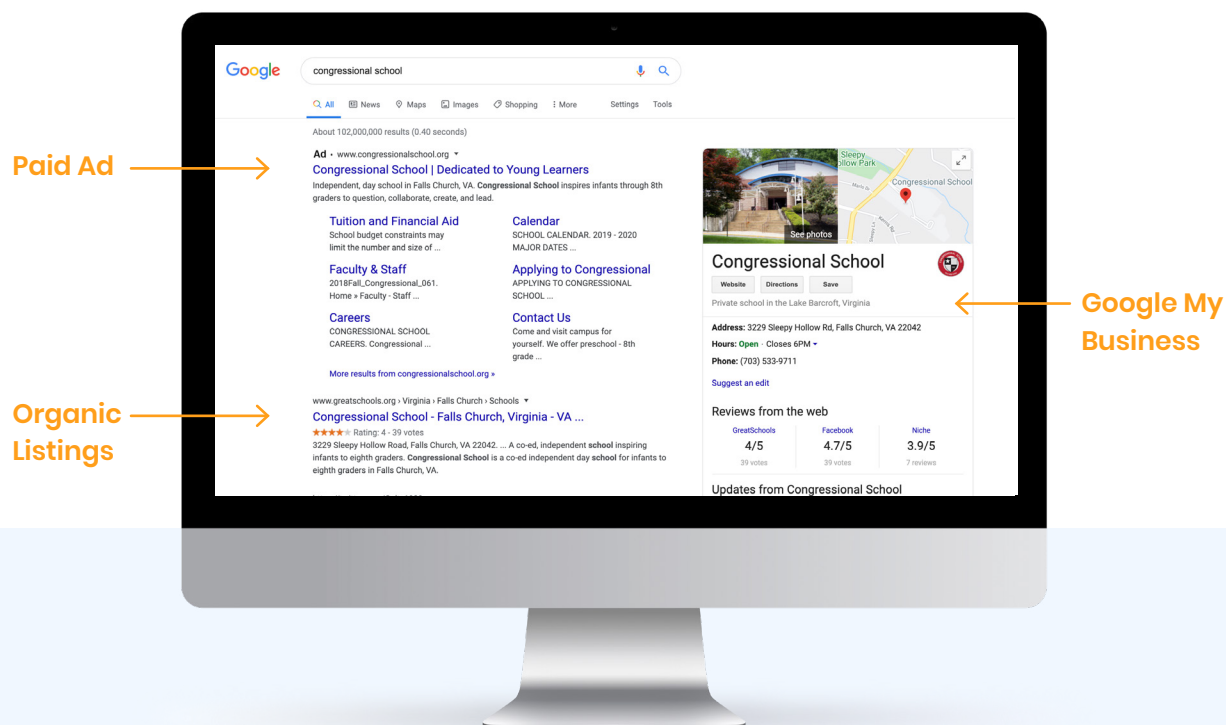 Google
congressional school
All News Maps Images Shopping More Settings Tools
About 102,000,000 results (0.40 seconds)
Paid Ad
Ad · www.congressionalschool.org
Congressional School | Dedicated to Young Learners
Independent, day school in Falls Church, VA. Congressional School inspires infants through 8th
graders to question, collaborate, create, and lead.
Tuition and Financial Aid
School budget constraints may
limit the number and size of ...
Calendar
SCHOOL CALENDAR. 2019 - 2020
MAJOR DATES ...
Faculty & Staff
2018Fall_Congressional_061.
Home » Faculty - Staff ...
Applying to Congressional
APPLYING TO CONGRESSIONAL
SCHOOL ...
Careers
CONGRESSIONAL SCHOOL
CAREERS. Congressional ...
Contact Us
Come and visit campus for
yourself. We offer preschool - 8th
grade ...
More results from congressionalschool.org »
Organic
Listings
www.greatschools.org › Virginia › Falls Church › Schools
Congressional School - Falls Church, Virginia - VA ...
Rating: 4 - 39 votes
3229 Sleepy Hollow Road, Falls Church, VA 22042. ... A co-ed, independent school inspiring
infants to eighth graders. Congressional School is a co-ed independent day school for infants to
eighth graders in Falls Church, VA.
See photos
Sleepy
Hollow Park
Congressional School
Congressional School
Website Directions Save
Private school in the Lake Barcroft, Virginia
Google My
Business
Address: 3229 Sleepy Hollow Rd, Falls Church, VA 22042
Hours: Open · Closes 6PM
Phone: (703) 533-9711
Suggest an edit
Reviews from the web
GreatSchools Facebook Niche
4/5 4.7/5 3.9/5
39 votes 39 votes 7 reviews
Updates from Congressional School